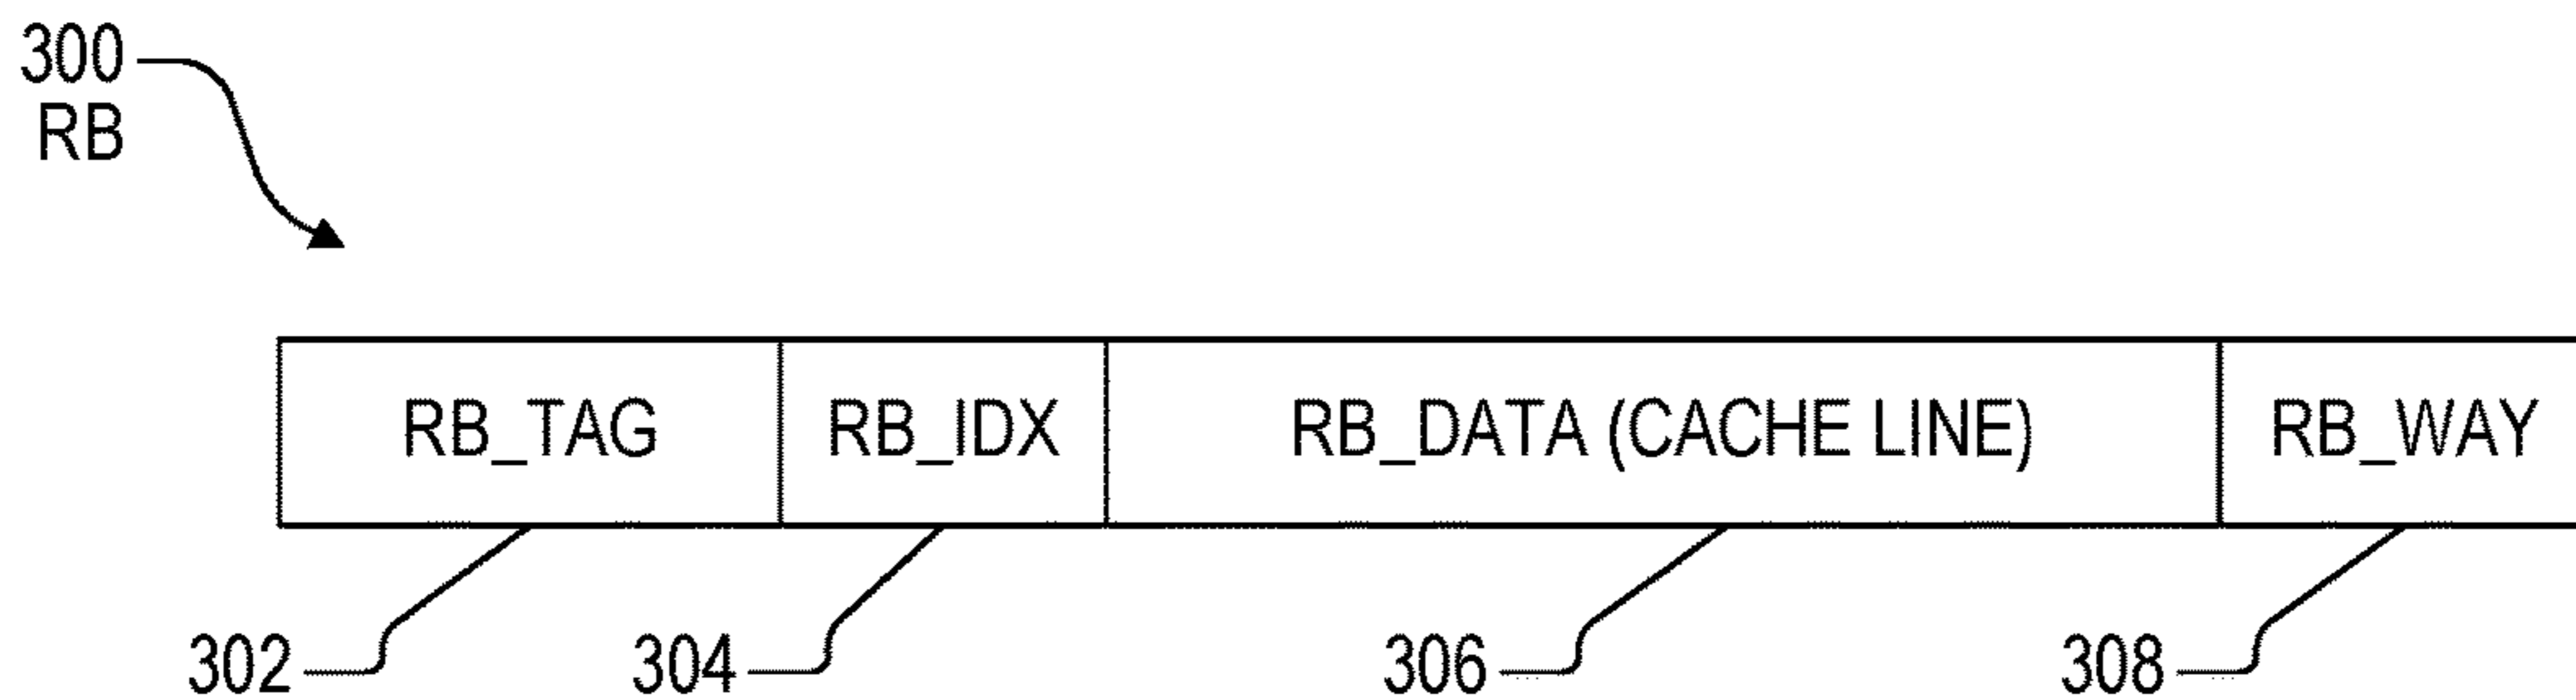 300
RB
RB_TAG RB_IDX RB_DATA (CACHE LINE) RB_WAY
302 304 306 308